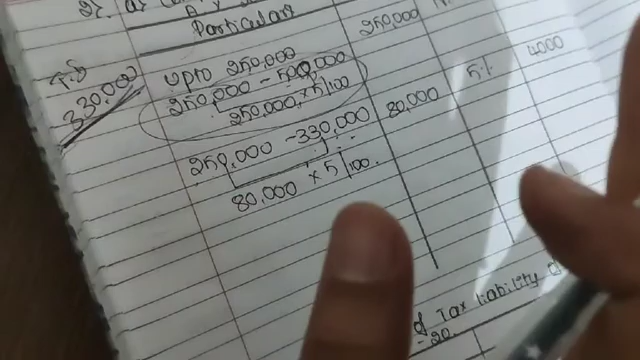 Particulars
T.I
330,000
upto 250,000 250,000
250,000 - 500,000
250,000 × 5/100
250,000 - 330,000 80,000 5% 4000
80,000 × 5/100
Tax liability